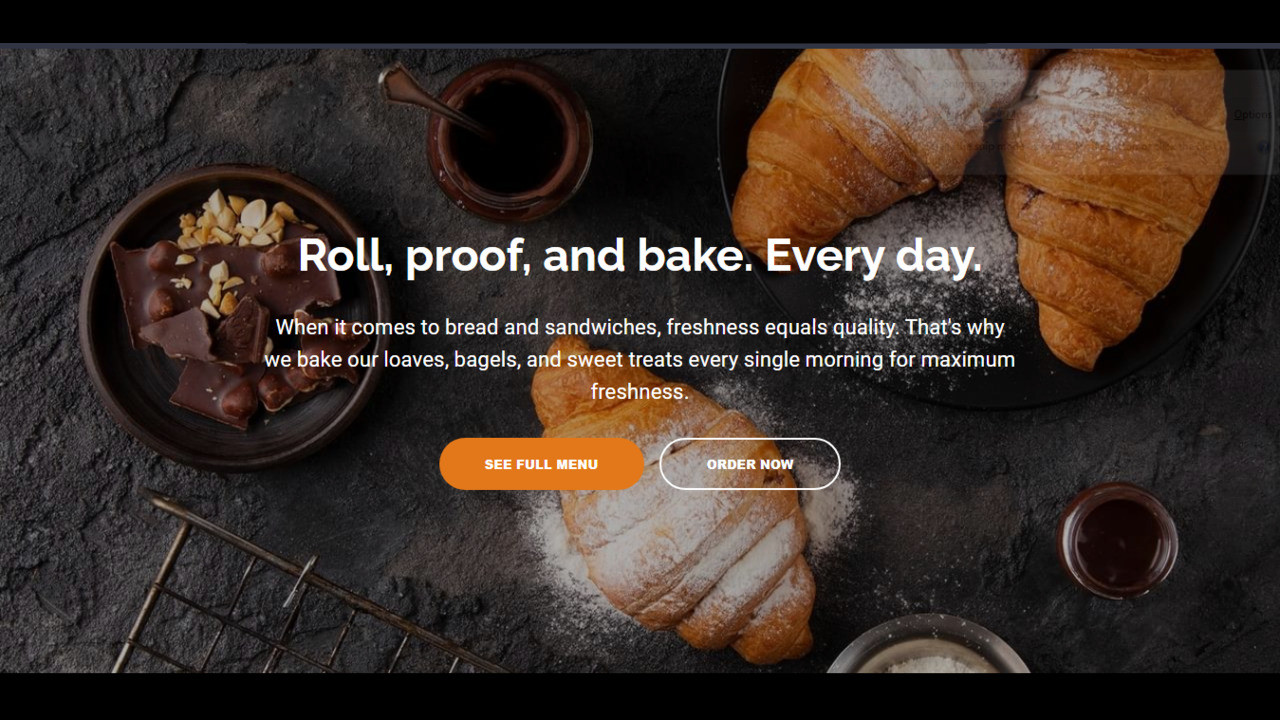 Roll, proof, and bake. Every day.
When it comes to bread and sandwiches, freshness equals quality. That's why
we bake our loaves, bagels, and sweet treats every single morning for maximum
freshness.
SEE FULL MENU
ORDER NOW